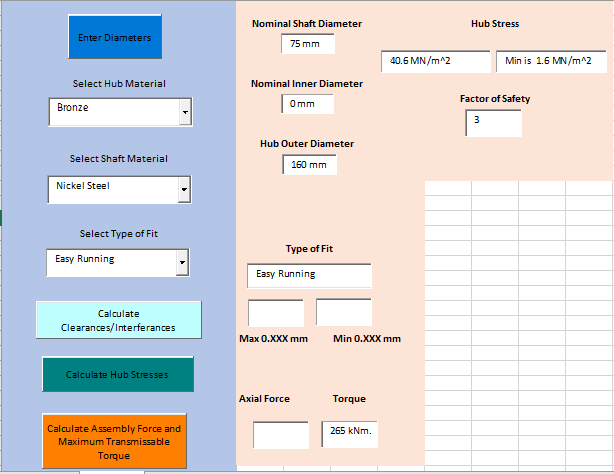 Enter Diameters
Select Hub Material
Bronze
Select Shaft Material
Nickel Steel
Select Type of Fit
Easy Running
Calculate
Clearances/Interferances
Calculate Hub Stresses
Calculate Assembly Force and
Maximum Transmissable
Torque
Nominal Shaft Diameter
75 mm
Nominal Inner Diameter
0 mm
Hub Outer Diameter
160 mm
Hub Stress
40.6 MN/m^2
Min is 1.6 MN/m^2
Factor of Safety
3
Type of Fit
Easy Running
Max 0.XXX mm
Min 0.XXX mm
Axial Force
Torque
265 kNm.